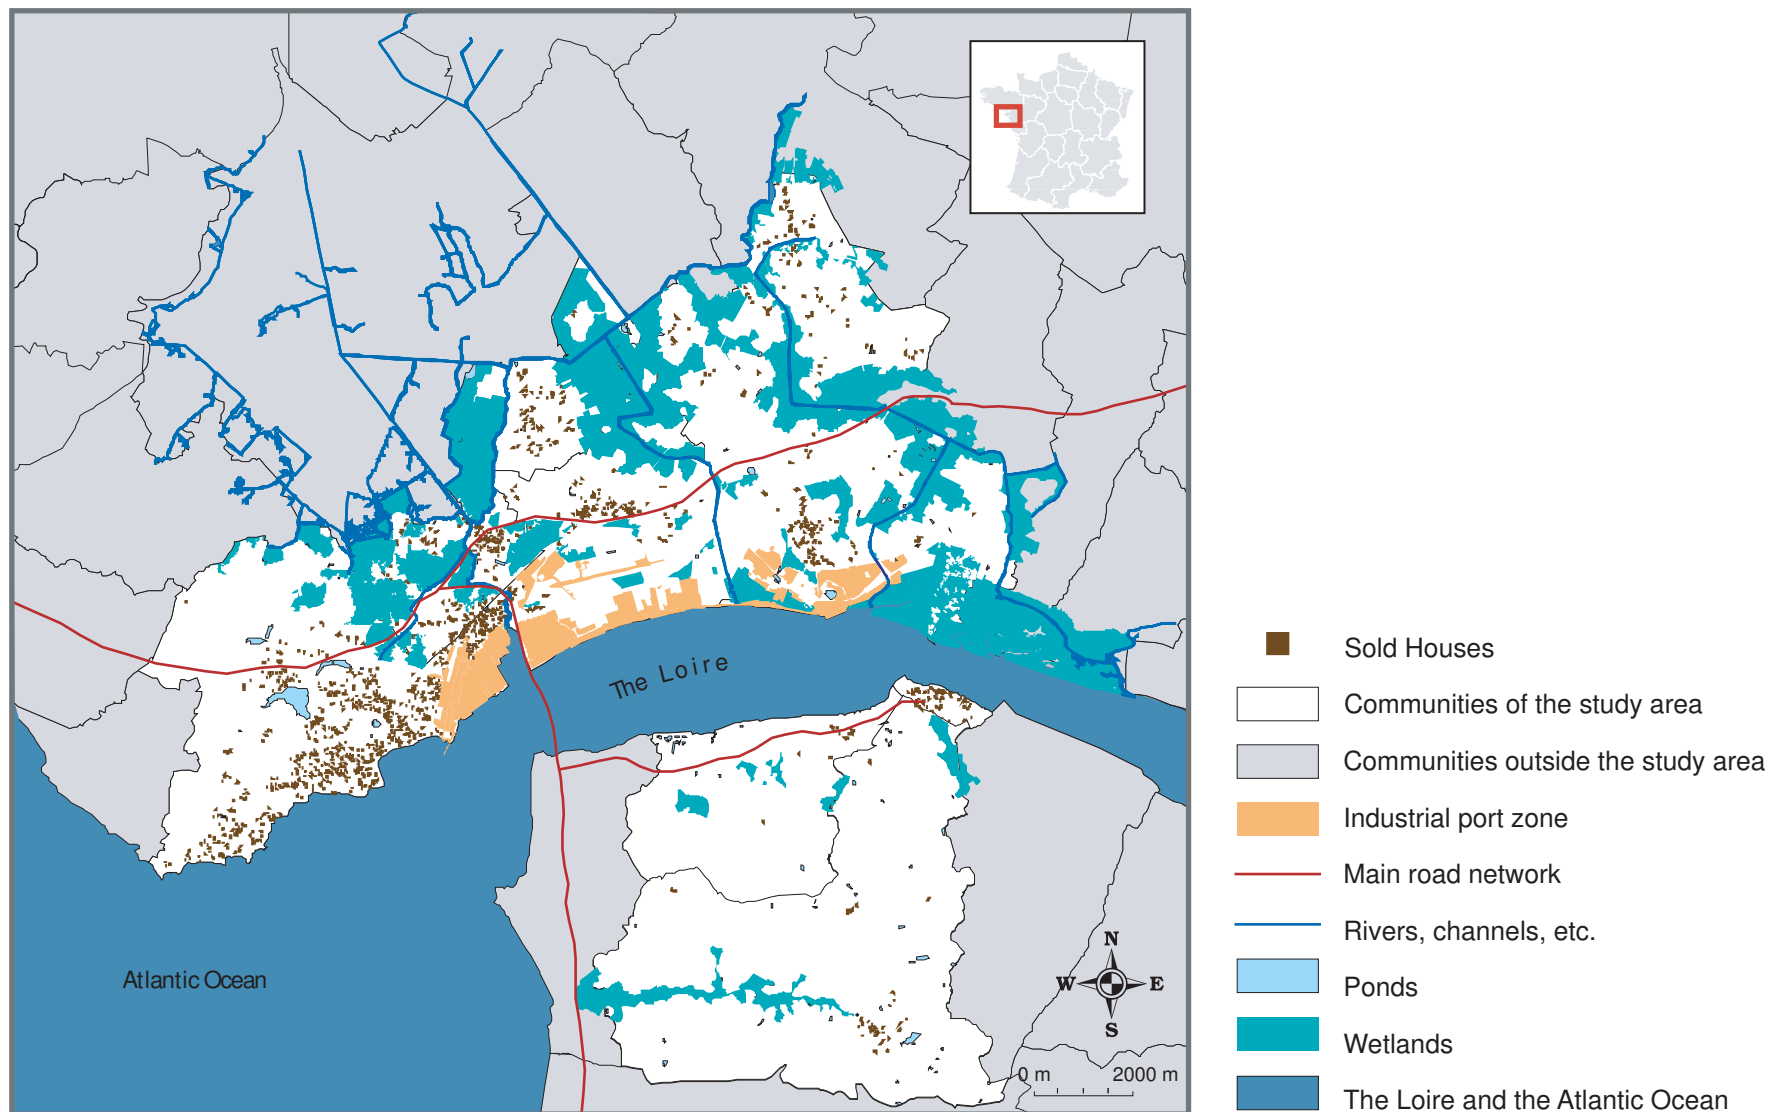 The Loire
Atlantic Ocean
N
W
E
S
0 m
2000 m
Sold Houses
Communities of the study area
Communities outside the study area
Industrial port zone
Main road network
Rivers, channels, etc.
Ponds
Wetlands
The Loire and the Atlantic Ocean